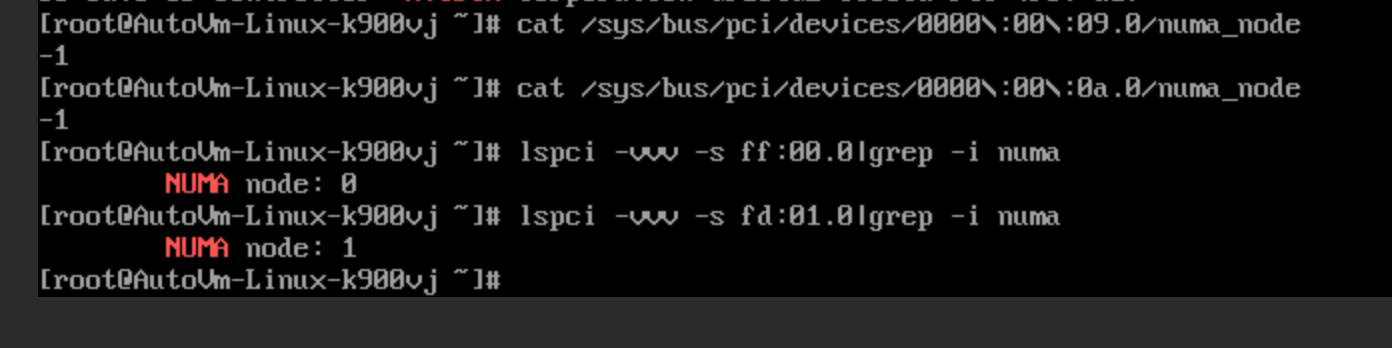 [root@AutoVm-Linux-k900vj ~]# cat /sys/bus/pci/devices/0000\:00\:09.0/numa_node
-1
[root@AutoVm-Linux-k900vj ~]# cat /sys/bus/pci/devices/0000\:00\:0a.0/numa_node
-1
[root@AutoVm-Linux-k900vj ~]# lspci -vvv -s ff:00.0|grep -i numa
NUMA node: 0
[root@AutoVm-Linux-k900vj ~]# lspci -vvv -s fd:01.0|grep -i numa
NUMA node: 1
[root@AutoVm-Linux-k900vj ~]#